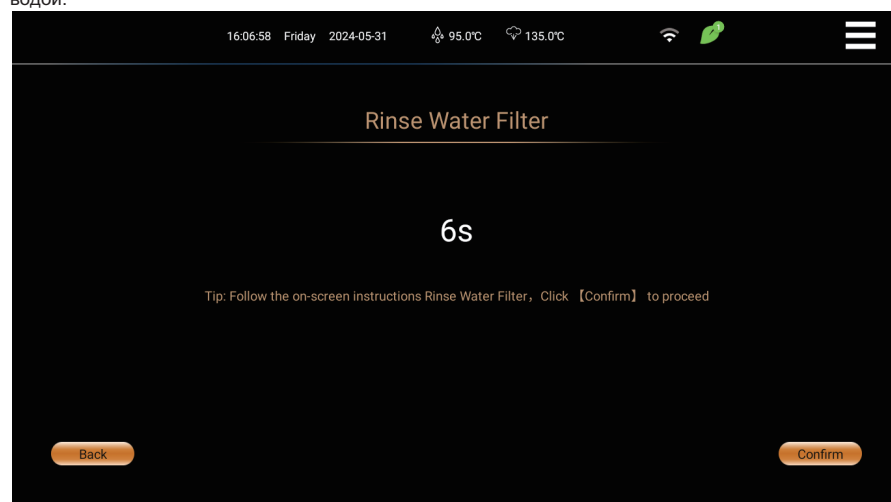 водой.
16:06:58 Friday 2024-05-31 95.0℃ 135.0℃ 1
Rinse Water Filter
6s
Tip: Follow the on-screen instructions Rinse Water Filter，Click 【Confirm】 to proceed
Back Confirm